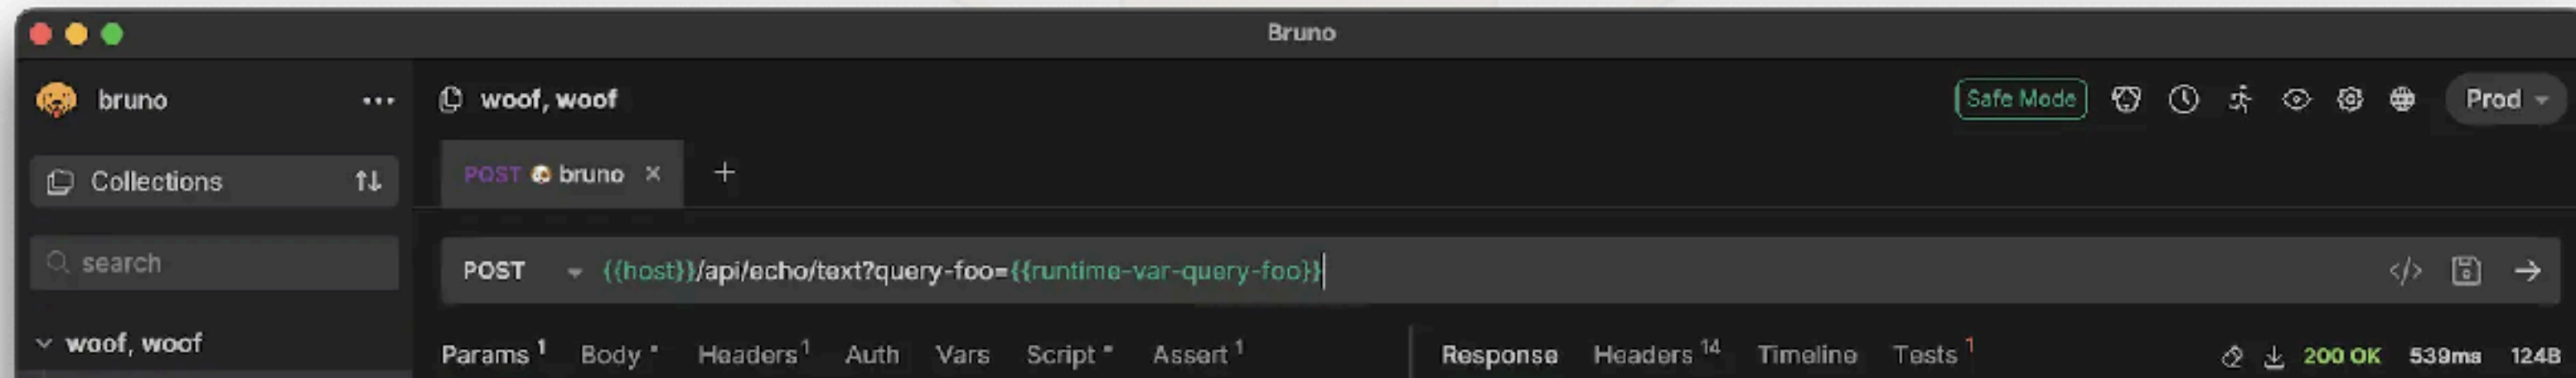 Bruno
bruno
woof, woof
Safe Mode
Prod
Collections
POST bruno
search
POST {{host}}/api/echo/text?query-foo={{runtime-var-query-foo}}
woof, woof
Params 1 Body Headers 1 Auth Vars Script Assert 1
Response Headers 14 Timeline Tests 1 200 OK 539ms 124B